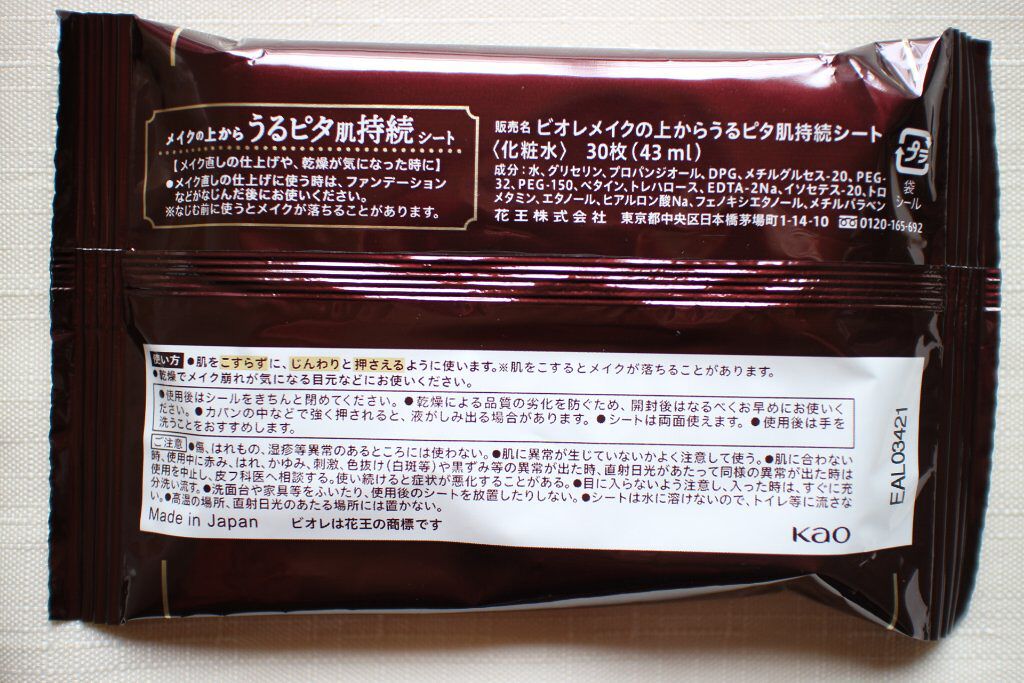 メイクの上から うるピタ肌持続 シート
【メイク直しの仕上げや、乾燥が気になった時に】
●メイク直しの仕上げに使う時は、ファンデーション
などがなじんだ後にお使いください。
※なじむ前に使うとメイクが落ちることがあります。
販売名 ビオレメイクの上からうるピタ肌持続シート
〈化粧水〉 30枚(43ml)
成分:水、グリセリン、プロパンジオール、DPG、メチルグルセス-20、PEG-
32、PEG-150、ベタイン、トレハロース、EDTA-2Na、イソセテス-20、トロ
メタミン、エタノール、ヒアルロン酸Na、フェノキシエタノール、メチルパラベン
花王株式会社 東京都中央区日本橋茅場町1-14-10 0120-165-692
プラ
袋
シール
使い方 ●肌をこすらずに、じんわりと押さえるように使います。※肌をこするとメイクが落ちることがあります。
●乾燥でメイク崩れが気になる目元などにお使いください。
●使用後はシールをきちんと閉めてください。●乾燥による品質の劣化を防ぐため、開封後はなるべくお早めにお使いく
ださい。●カバンの中などで強く押されると、液がしみ出る場合があります。●シートは両面使えます。●使用後は手を
洗うことをおすすめします。
ご注意 ●傷、はれもの、湿疹等異常のあるところには使わない。●肌に異常が生じていないかよく注意して使う。●肌に合わない
時、使用中に赤み、はれ、かゆみ、刺激、色抜け(白斑等)や黒ずみ等の異常が出た時、直射日光があたって同様の異常が出た時は
使用を中止し、皮フ科医へ相談する。使い続けると症状が悪化することがある。●目に入らないよう注意し、入った時は、すぐに充
分洗い流す。●洗面台や家具等をふいたり、使用後のシートを放置したりしない。●シートは水に溶けないので、トイレ等に流さな
い。●高温の場所、直射日光のあたる場所には置かない。
Made in Japan ビオレは花王の商標です
Kao
EAL03421